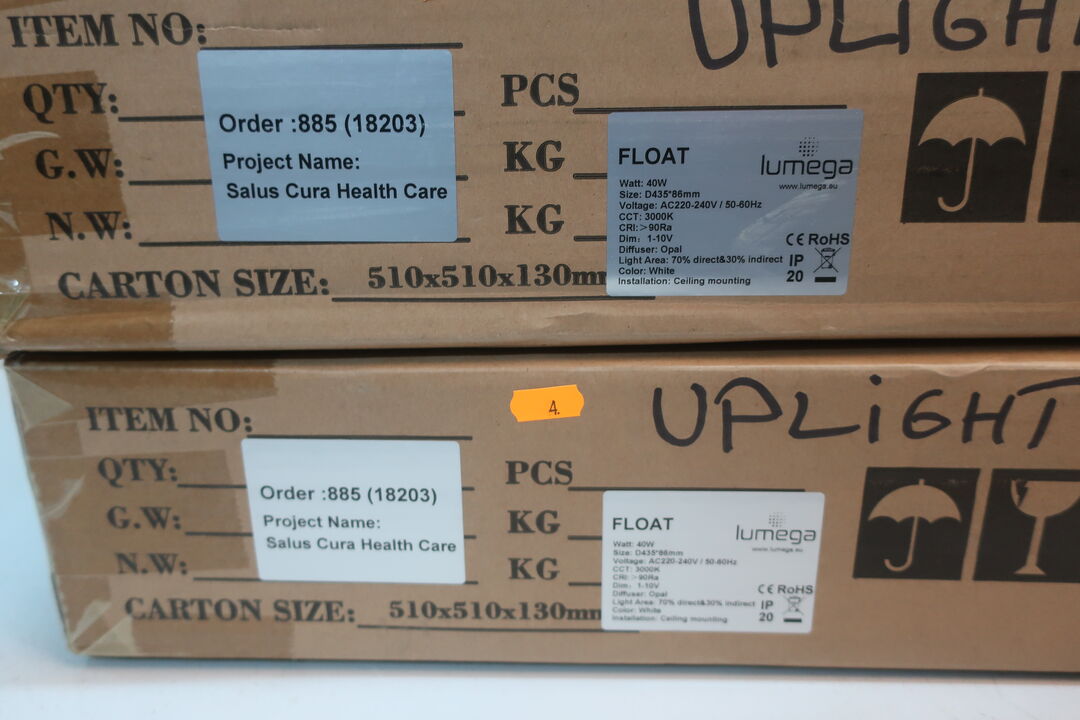 UPLIGH
ITEM NO:
QTY:
PCS
G.W:
KG
N.W:
KG
CARTON SIZE: 510x510x130m
Order :885 (18203)
Project Name:
Salus Cura Health Care
FLOAT
lumega
www.lumega.eu
Watt: 40W
Size: D435*86mm
Voltage: AC220-240V / 50-60Hz
CCT: 3000K
CRI:>90Ra
Dim: 1-10V
Diffuser: Opal
Light Area: 70% direct&30% indirect
Color: White
Installation: Ceiling mounting
CE RoHS
IP
20
4.
UPLiGHT
ITEM NO:
QTY:
PCS
G.W:
KG
N.W:
KG
CARTON SIZE: 510x510x130mm
Order :885 (18203)
Project Name:
Salus Cura Health Care
FLOAT
lumega
www.lumega.eu
Watt: 40W
Size: D435*86mm
Voltage: AC220-240V / 50-60Hz
CCT: 3000K
CRI:>90Ra
Dim: 1-10V
Diffuser: Opal
Light Area: 70% direct&30% indirect
Color: White
Installation: Ceiling mounting
CE RoHS
IP
20